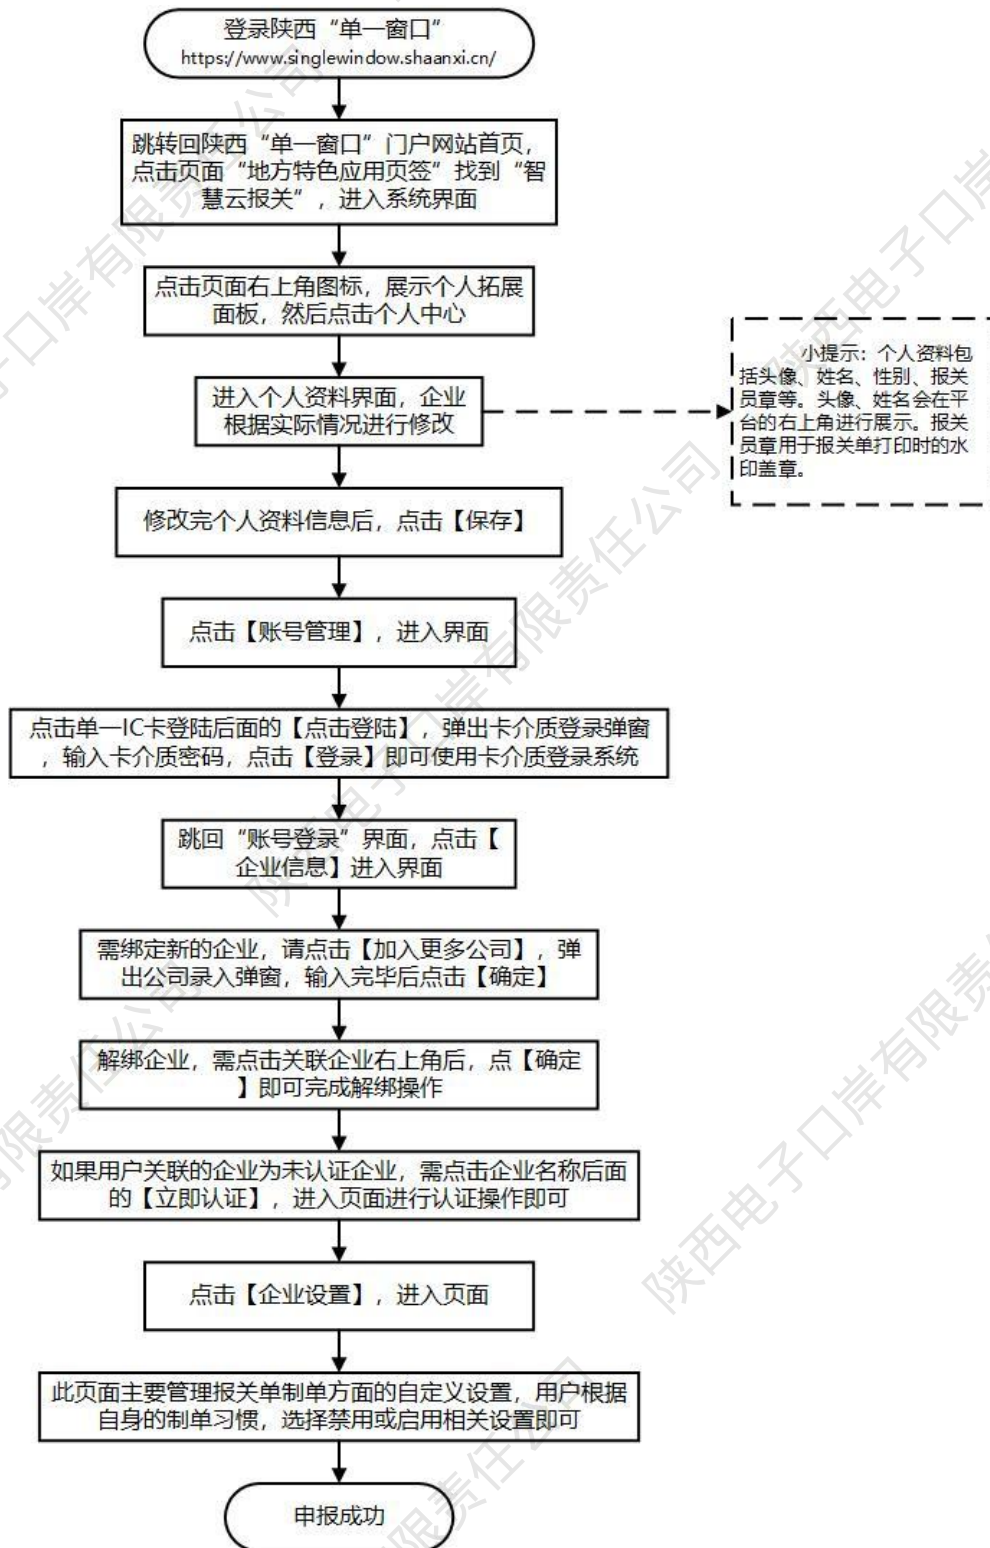 登录陕西“单一窗口”
https://www.singlewindow.shaanxi.cn/
跳转回陕西“单一窗口”门户网站首页，
点击页面“地方特色应用页签”找到“智
慧云报关”，进入系统界面
点击页面右上角图标，展示个人拓展
面板，然后点击个人中心
进入个人资料界面，企业
根据实际情况进行修改
小提示：个人资料包
括头像、姓名、性别、报关
员章等。头像、姓名会在平
台的右上角进行展示。报关
员章用于报关单打印时的水
印盖章。
修改完个人资料信息后，点击【保存】
点击【账号管理】，进入界面
点击单一IC卡登陆后面的【点击登陆】，弹出卡介质登录弹窗
，输入卡介质密码，点击【登录】即可使用卡介质登录系统
跳回“账号登录”界面，点击【
企业信息】进入界面
需绑定新的企业，请点击【加入更多公司】，弹
出公司录入弹窗，输入完毕后点击【确定】
解绑企业，需点击关联企业右上角后，点【确定
】即可完成解绑操作
如果用户关联的企业为未认证企业，需点击企业名称后面
的【立即认证】，进入页面进行认证操作即可
点击【企业设置】，进入页面
此页面主要管理报关单制单方面的自定义设置，用户根据
自身的制单习惯，选择禁用或启用相关设置即可
申报成功
陕西电子口岸有限责任公司